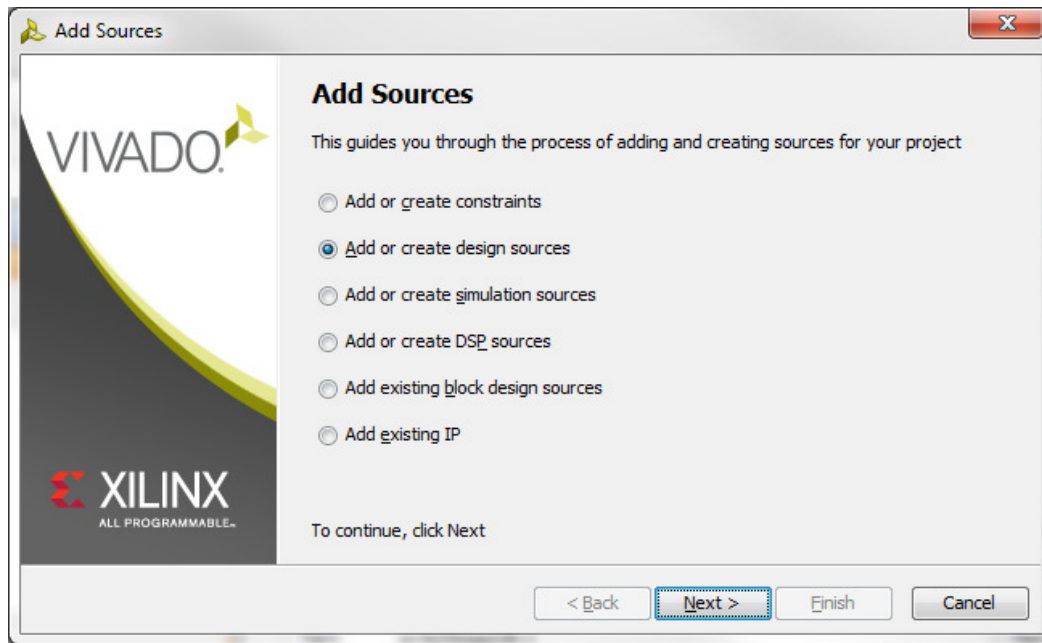 Add Sources
VIVADO.
Add Sources
This guides you through the process of adding and creating sources for your project
Add or create constraints
Add or create design sources
Add or create simulation sources
Add or create DSP sources
Add existing block design sources
Add existing IP
XILINX
ALL PROGRAMMABLE™
To continue, click Next
< Back
Next >
Finish
Cancel